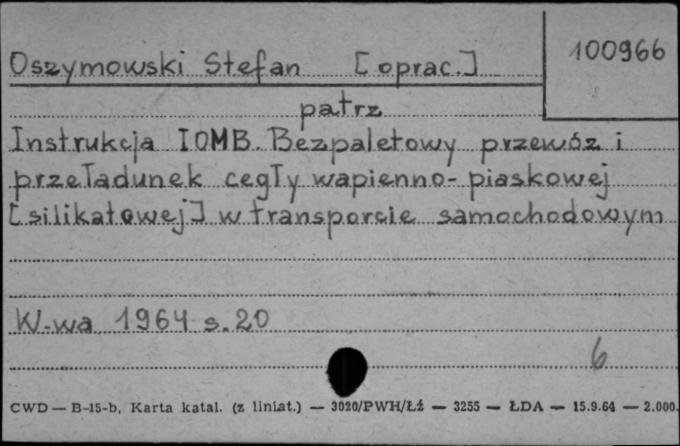 100966
Oszymowski Stefan [oprac.]
patrz
Instrukcja IOMB. Bezpaletowy przewóz i
przeładunek cegły wapienno-piaskowej
[silikatowej] w transporcie samochodowym
W-wa 1964 s. 20
6
CWD — B-15-b, Karta katal. (z liniat.) — 3020/PWH/Łź — 3255 — ŁDA — 15.9.64 — 2.000.